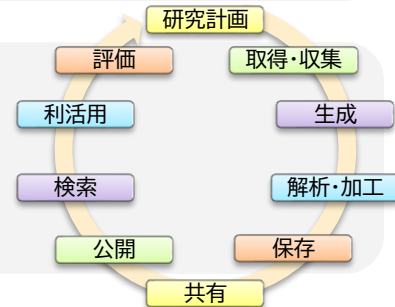 研究計画
取得・収集
生成
解析・加工
保存
共有
公開
検索
利活用
評価